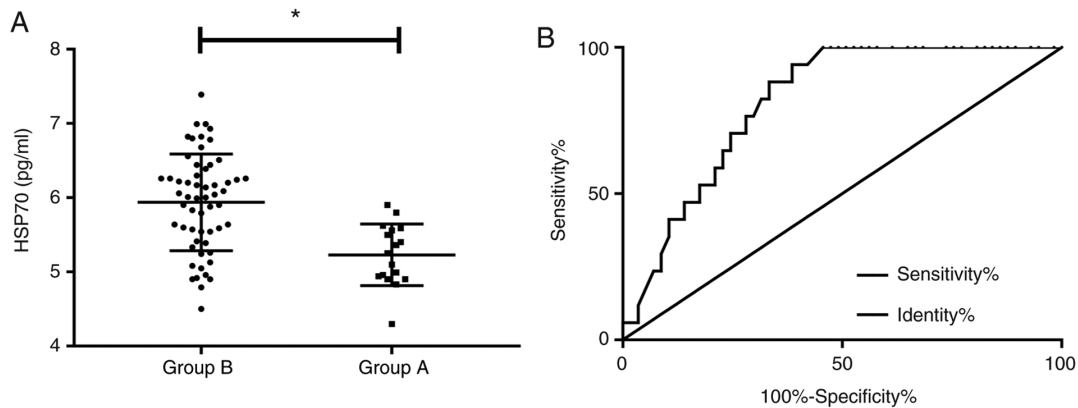 A
*
8
7
6
5
4
HSP70 (pg/ml)
Group B
Group A
B
100
50
0
Sensitivity%
Sensitivity%
Identity%
0
50
100
100%-Specificity%